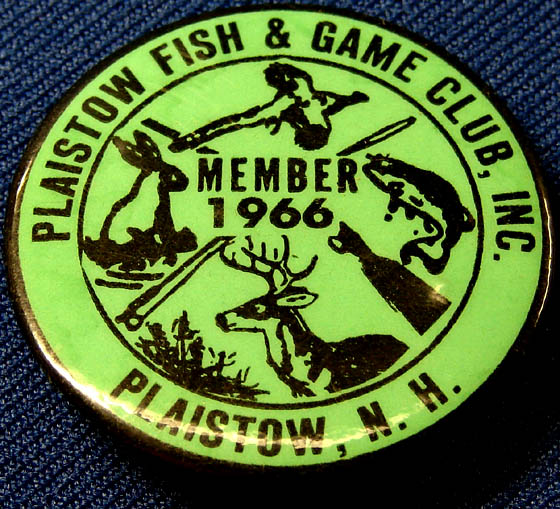 PLAISTOW FISH & GAME CLUB, INC.
MEMBER
1966
PLAISTOW, N. H.